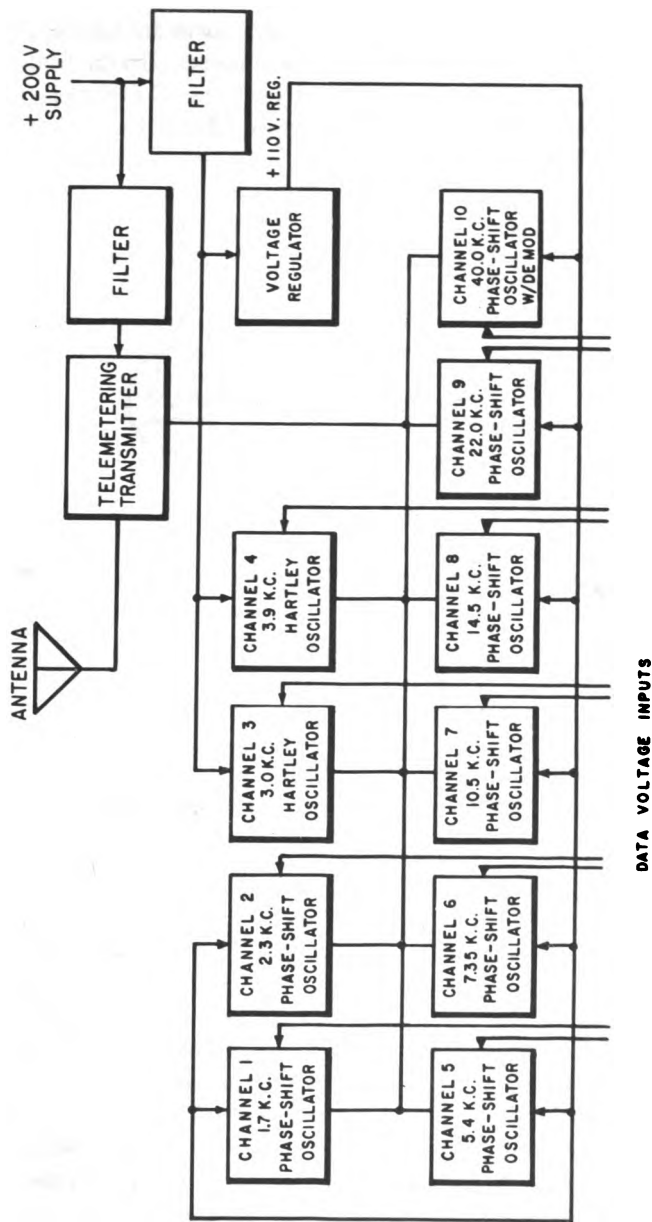 ANTENNA
TELEMETERING
TRANSMITTER
FILTER
+ 200 V
SUPPLY
FILTER
VOLTAGE
REGULATOR
+110V. REG.
CHANNEL 1
1.7 K.C.
PHASE-SHIFT
OSCILLATOR
CHANNEL 2
2.3 K.C.
PHASE-SHIFT
OSCILLATOR
CHANNEL 3
3.0 K.C.
HARTLEY
OSCILLATOR
CHANNEL 4
3.9 K.C.
HARTLEY
OSCILLATOR
CHANNEL 5
5.4 K.C.
PHASE-SHIFT
OSCILLATOR
CHANNEL 6
7.35 K.C.
PHASE-SHIFT
OSCILLATOR
CHANNEL 7
10.5 K.C.
PHASE-SHIFT
OSCILLATOR
CHANNEL 8
14.5 K.C.
PHASE-SHIFT
OSCILLATOR
CHANNEL 9
22.0 K.C.
PHASE-SHIFT
OSCILLATOR
CHANNEL 10
40.0 K.C.
PHASE-SHIFT
OSCILLATOR
W/DE MOD
DATA VOLTAGE INPUTS